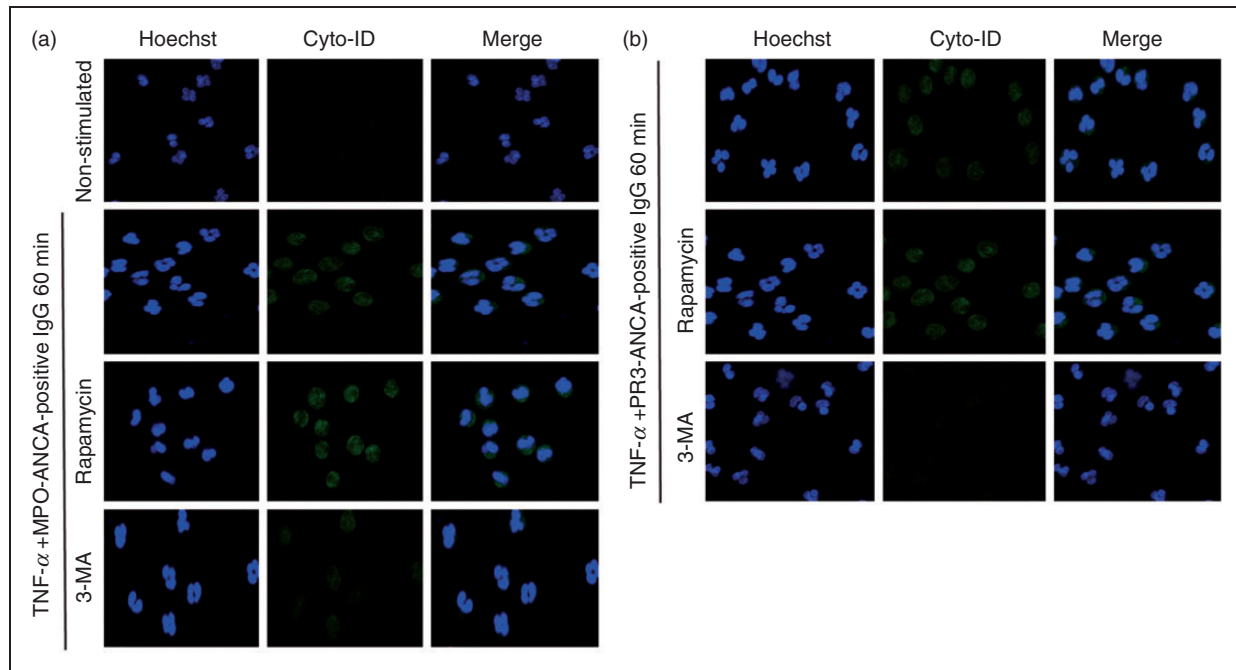 (a)
Hoechst Cyto-ID Merge
Non-stimulated
TNF-α +MPO-ANCA-positive IgG 60 min
Rapamycin
3-MA
(b)
Hoechst Cyto-ID Merge
TNF-α +PR3-ANCA-positive IgG 60 min
Rapamycin
3-MA